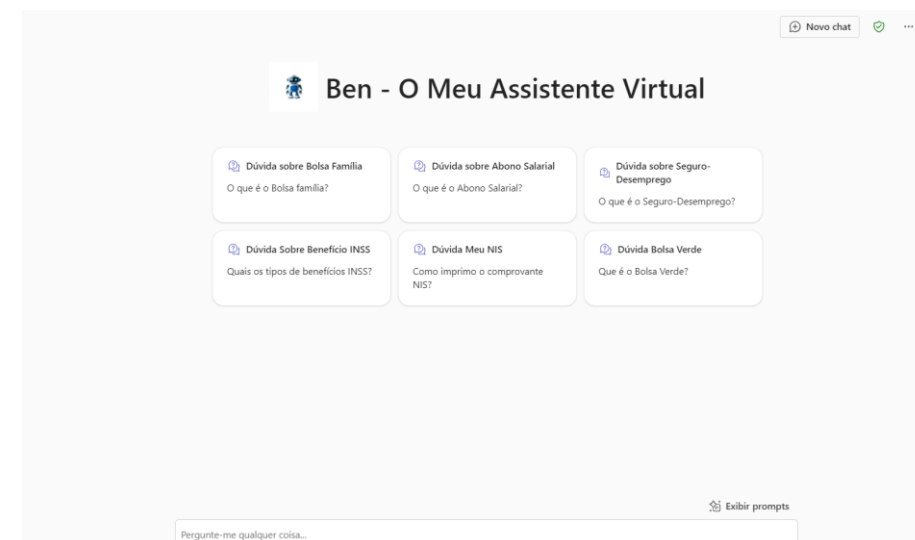 Novo chat
Ben - O Meu Assistente Virtual
Dúvida sobre Bolsa Família
O que é o Bolsa família?
Dúvida sobre Abono Salarial
O que é o Abono Salarial?
Dúvida sobre Seguro-
Desemprego
O que é o Seguro-Desemprego?
Dúvida Sobre Benefício INSS
Quais os tipos de benefícios INSS?
Dúvida Meu NIS
Como imprimo o comprovante
NIS?
Dúvida Bolsa Verde
Que é o Bolsa Verde?
Exibir prompts
Pergunte-me qualquer coisa...